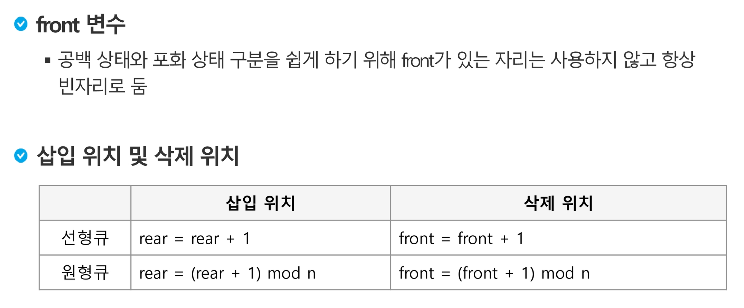 front 변수
▪ 공백 상태와 포화 상태 구분을 쉽게 하기 위해 front가 있는 자리는 사용하지 않고 항상
빈자리로 둠
삽입 위치 및 삭제 위치
삽입 위치 삭제 위치
선형큐 rear = rear + 1 front = front + 1
원형큐 rear = (rear + 1) mod n front = (front + 1) mod n